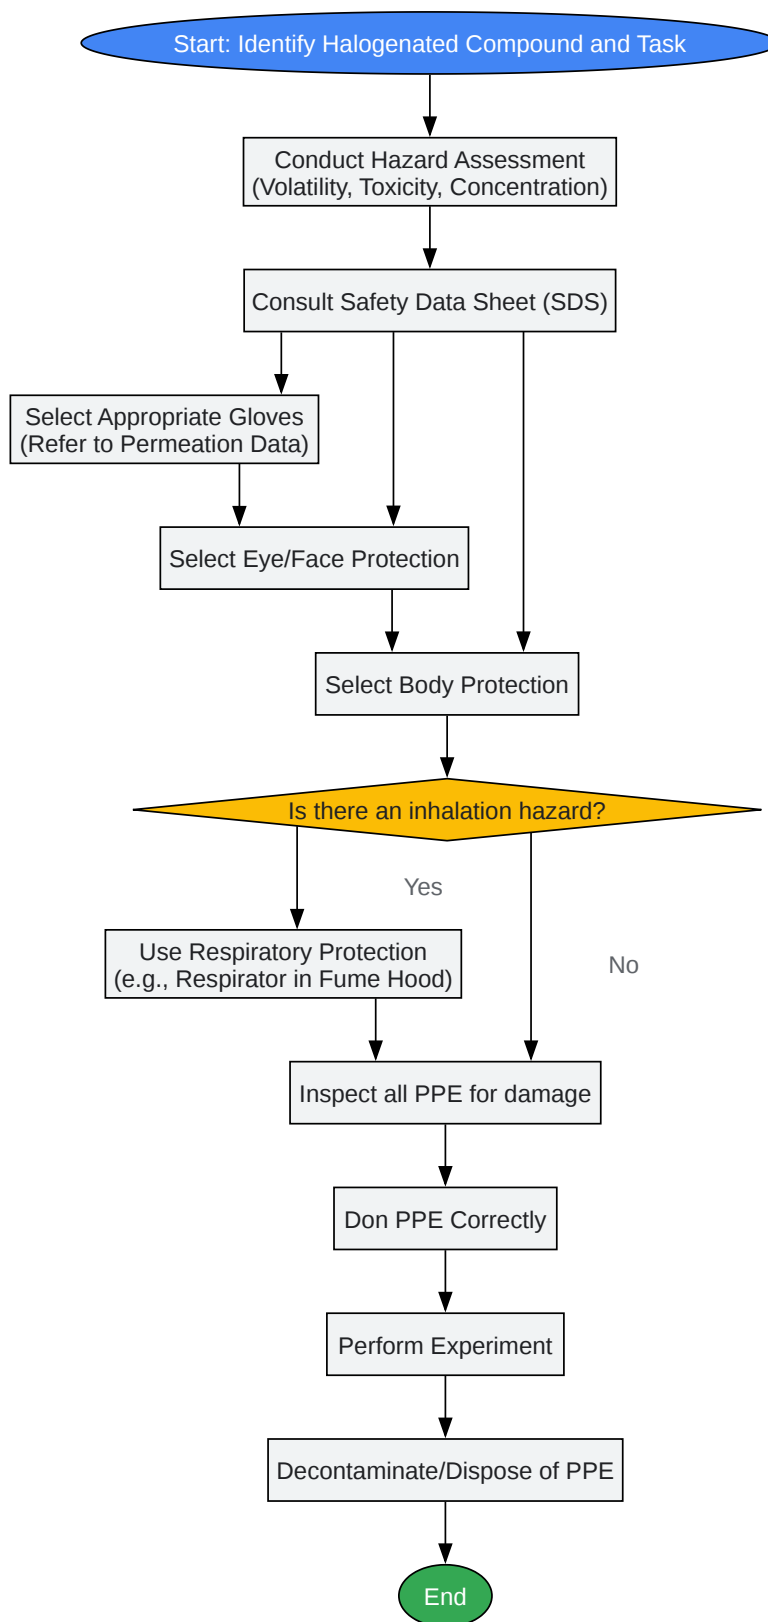 Start: Identify Halogenated Compound and Task
Conduct Hazard Assessment
(Volatility, Toxicity, Concentration)
Consult Safety Data Sheet (SDS)
Select Appropriate Gloves
(Refer to Permeation Data)
Select Eye/Face Protection
Select Body Protection
Is there an inhalation hazard?
Yes
Use Respiratory Protection
(e.g., Respirator in Fume Hood)
No
Inspect all PPE for damage
Don PPE Correctly
Perform Experiment
Decontaminate/Dispose of PPE
End